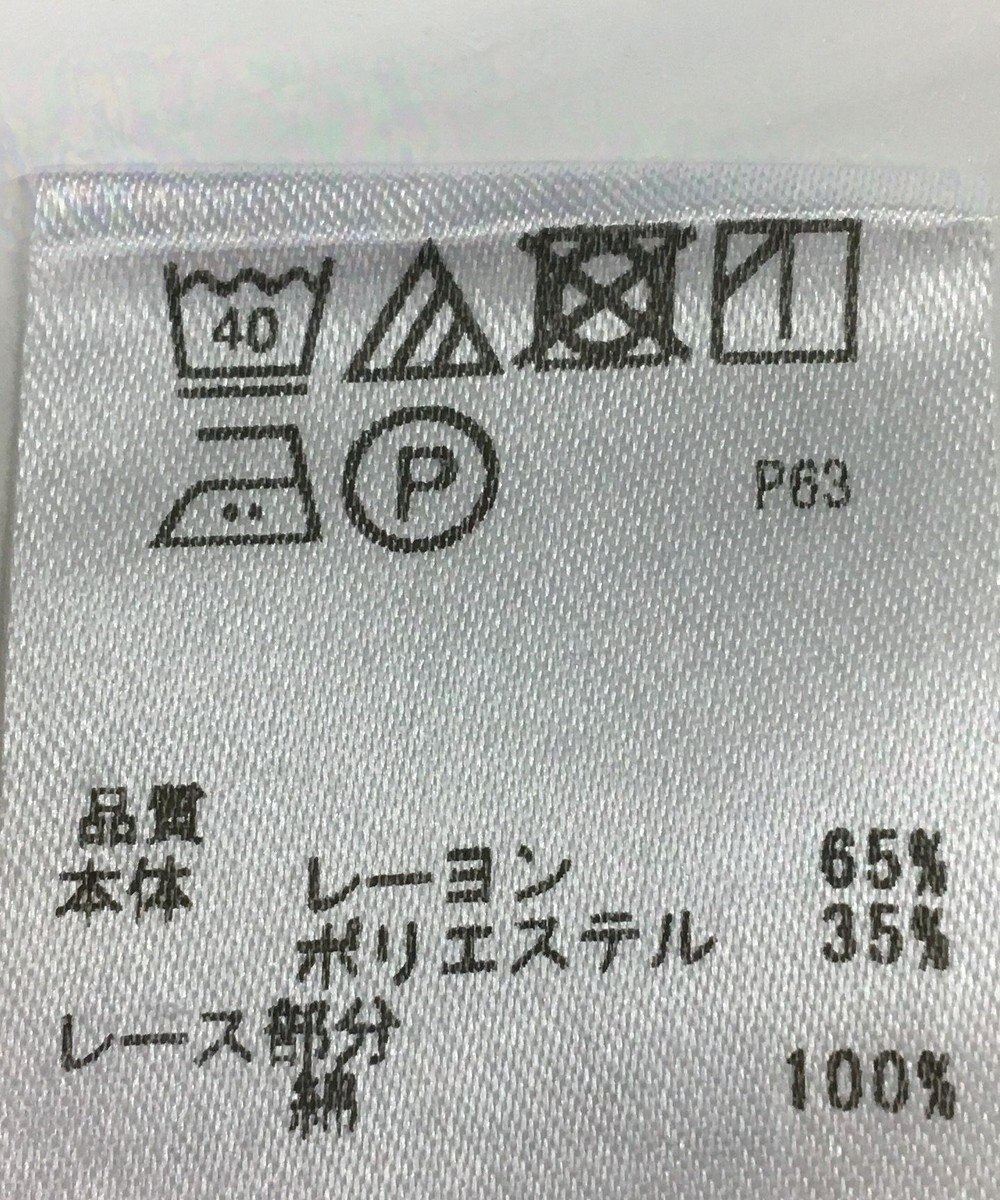 40
P P63
品質
本体 レーヨン 65%
ポリエステル 35%
レース部分
綿 100%